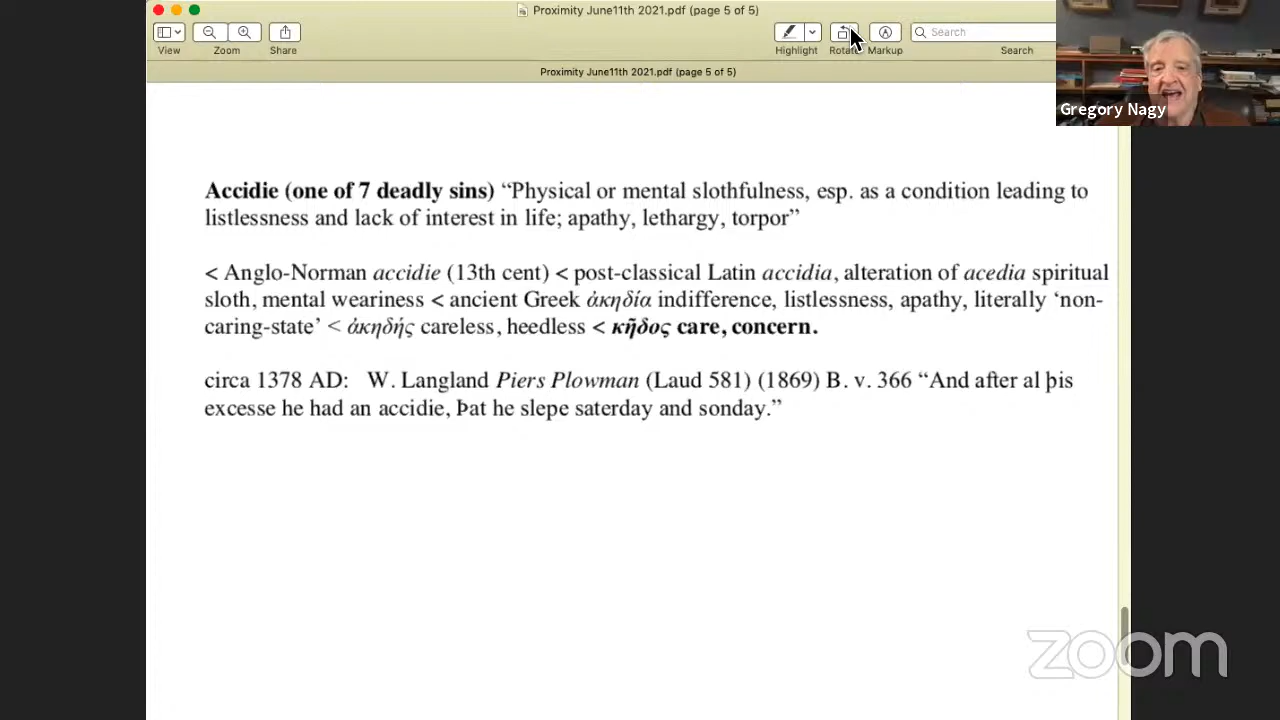 Proximity June11th 2021.pdf (page 5 of 5)
Search
View
Zoom
Share
Highlight
Rotate
Markup
Search
Proximity June11th 2021.pdf (page 5 of 5)
Gregory Nagy
Accidie (one of 7 deadly sins) “Physical or mental slothfulness, esp. as a condition leading to
listlessness and lack of interest in life; apathy, lethargy, torpor”
< Anglo-Norman accidie (13th cent) < post-classical Latin accidia, alteration of acedia spiritual
sloth, mental weariness < ancient Greek ἀκηδία indifference, listlessness, apathy, literally ‘non-
caring-state’ < ἀκηδής careless, heedless < κῆδος care, concern.
circa 1378 AD: W. Langland Piers Plowman (Laud 581) (1869) B. v. 366 “And after al þis
excesse he had an accidie, Þat he slepe saterday and sonday.”
zoom